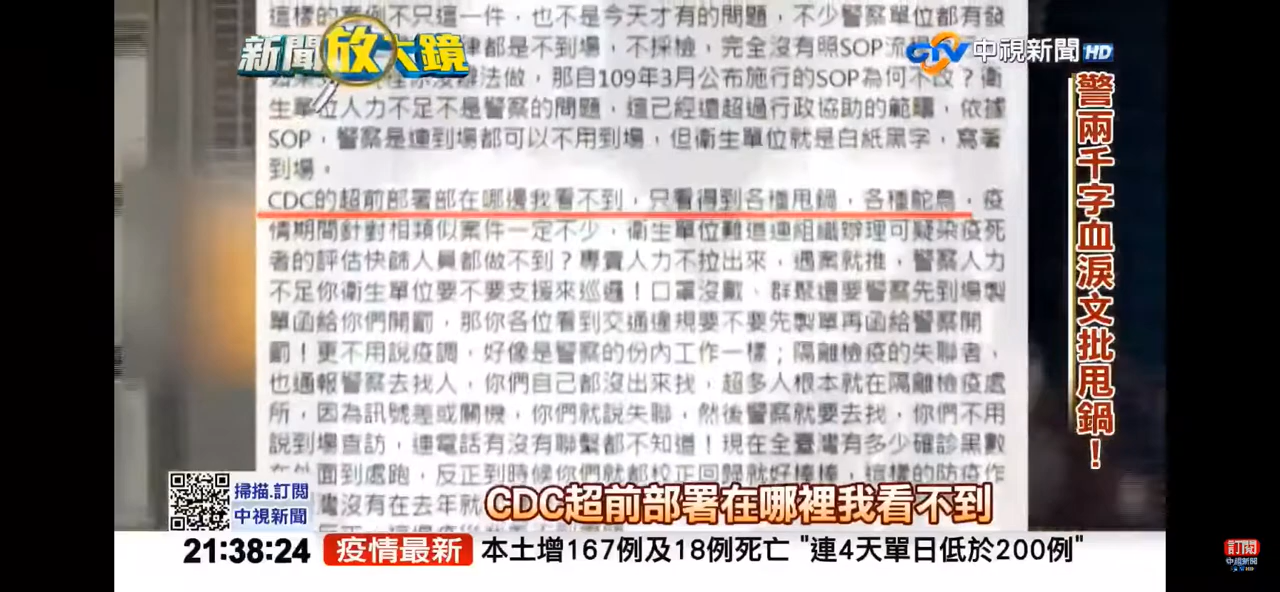 這樣的案例不只這一件，也不是今天才有的問題，不少警察單位都有發
律都是不到場，不採檢，完全沒有照SOP流
新聞放大鏡
CTV中視新聞HD
辦法做，那自109年3月公布施行的SOP為何不改？衛
生單位人力不足不是警察的問題，這已經遠超過行政協助的範疇，依據
SOP，警察是連到場都可以不用到場，但衛生單位就是白紙黑字，寫著
到場。
CDC的超前部署部在哪邊我看不到，只看得到各種甩鍋，各種鴕鳥，疫
情期間針對相類似案件一定不少，衛生單位難道連組織辦理可疑染疫死
者的評估快篩人員都做不到？專責人力不拉出來，遇案就推，警察人力
不足你衛生單位要不要支援來巡邏！口罩沒戴、群聚還要警察先到場製
單函給你們開罰，那你各位看到交通違規要不要先製單再函給警察開
罰！更不用說疫調，好像是警察的份內工作一樣；隔離檢疫的失聯者，
也通報警察去找人，你們自己都沒出來找，超多人根本就在隔離檢疫處
所，因為訊號差或關機，你們就說失聯，然後警察就要去找，你們不用
說到場查訪，連電話有沒有聯繫都不知道！現在全臺灣有多少確診黑數
在外面到處跑，反正到時候你們就都校正回歸就好棒棒，這樣的防疫作
灣沒有在去年就
警兩千字血淚文批甩鍋！
掃描.訂閱
中視新聞
CDC超前部署在哪裡我看不到
21:38:24
疫情最新
本土增167例及18例死亡 "連4天單日低於200例"
訂閱
中視新聞